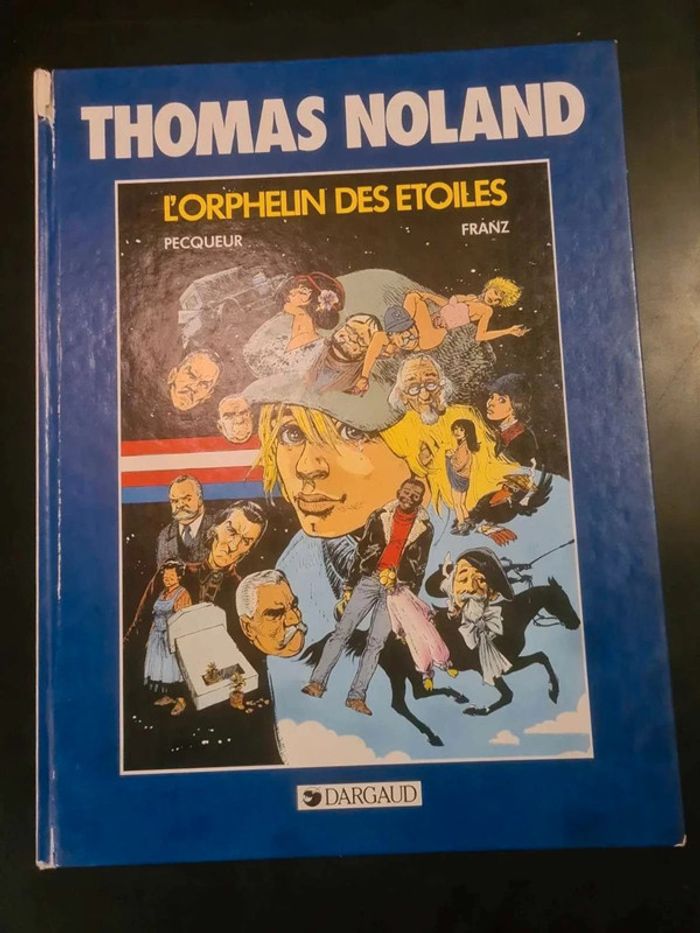 THOMAS NOLAND
L'ORPHELIN DES ETOILES
PECQUEUR FRANZ
DARGAUD